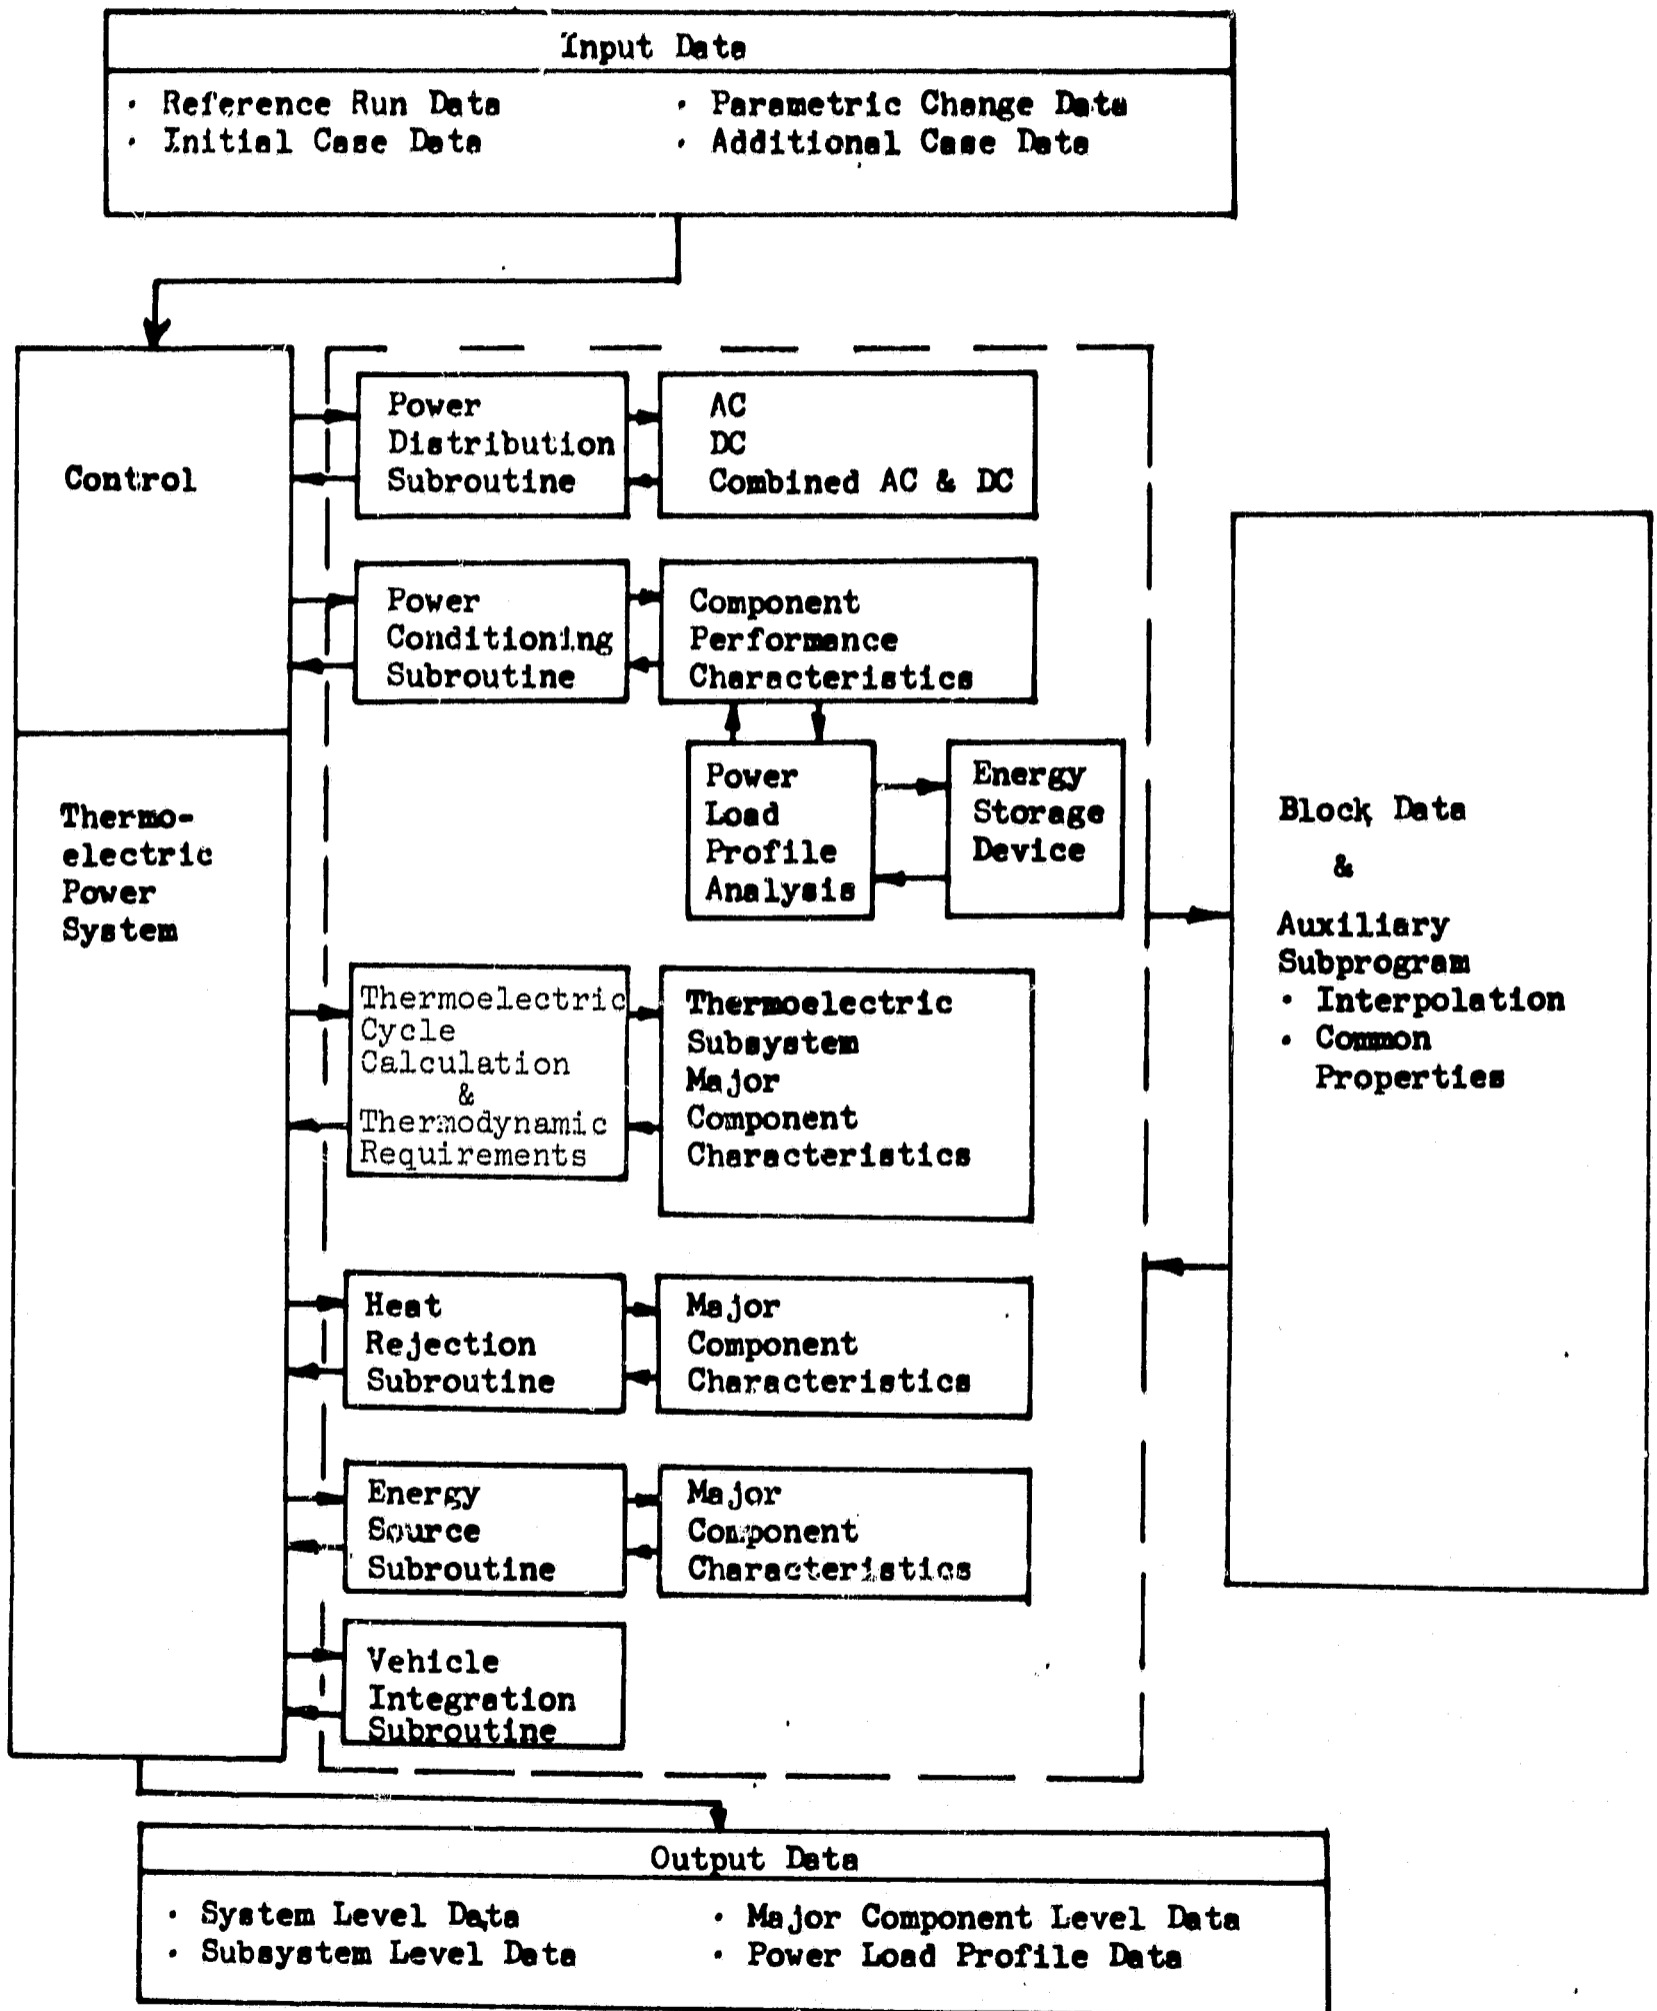 Input Data
· Reference Run Data
· Initial Case Data
· Parametric Change Data
· Additional Case Data
Control
Thermo-
electric
Power
System
Power
Distribution
Subroutine
AC
DC
Combined AC & DC
Power
Conditioning
Subroutine
Component
Performance
Characteristics
Power
Load
Profile
Analysis
Energy
Storage
Device
Thermoelectric
Cycle
Calculation
&
Thermodynamic
Requirements
Thermoelectric
Subsystem
Major
Component
Characteristics
Heat
Rejection
Subroutine
Major
Component
Characteristics
Energy
Source
Subroutine
Major
Component
Characteristics
Vehicle
Integration
Subroutine
Block Data
&
Auxiliary
Subprogram
· Interpolation
· Common
Properties
Output Data
· System Level Data
· Subsystem Level Data
· Major Component Level Data
· Power Load Profile Data